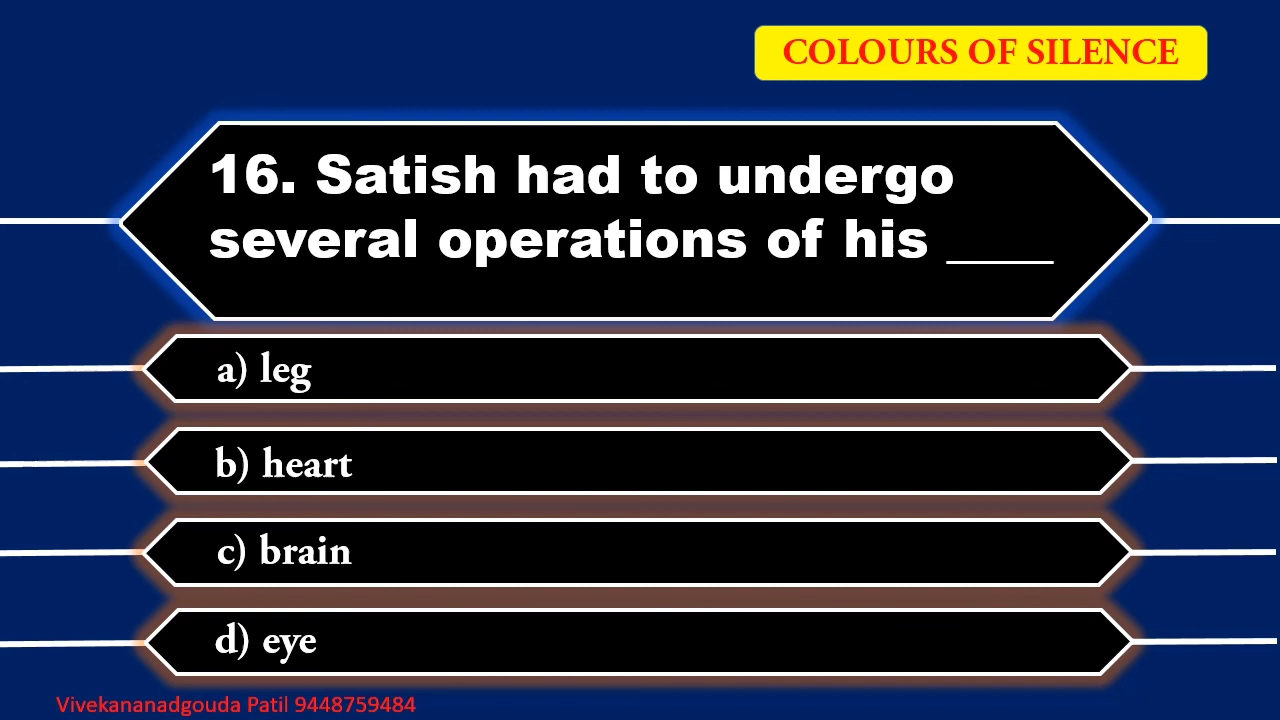 COLOURS OF SILENCE
16. Satish had to undergo
several operations of his ____
a) leg
b) heart
c) brain
d) eye
Vivekananadgouda Patil 9448759484